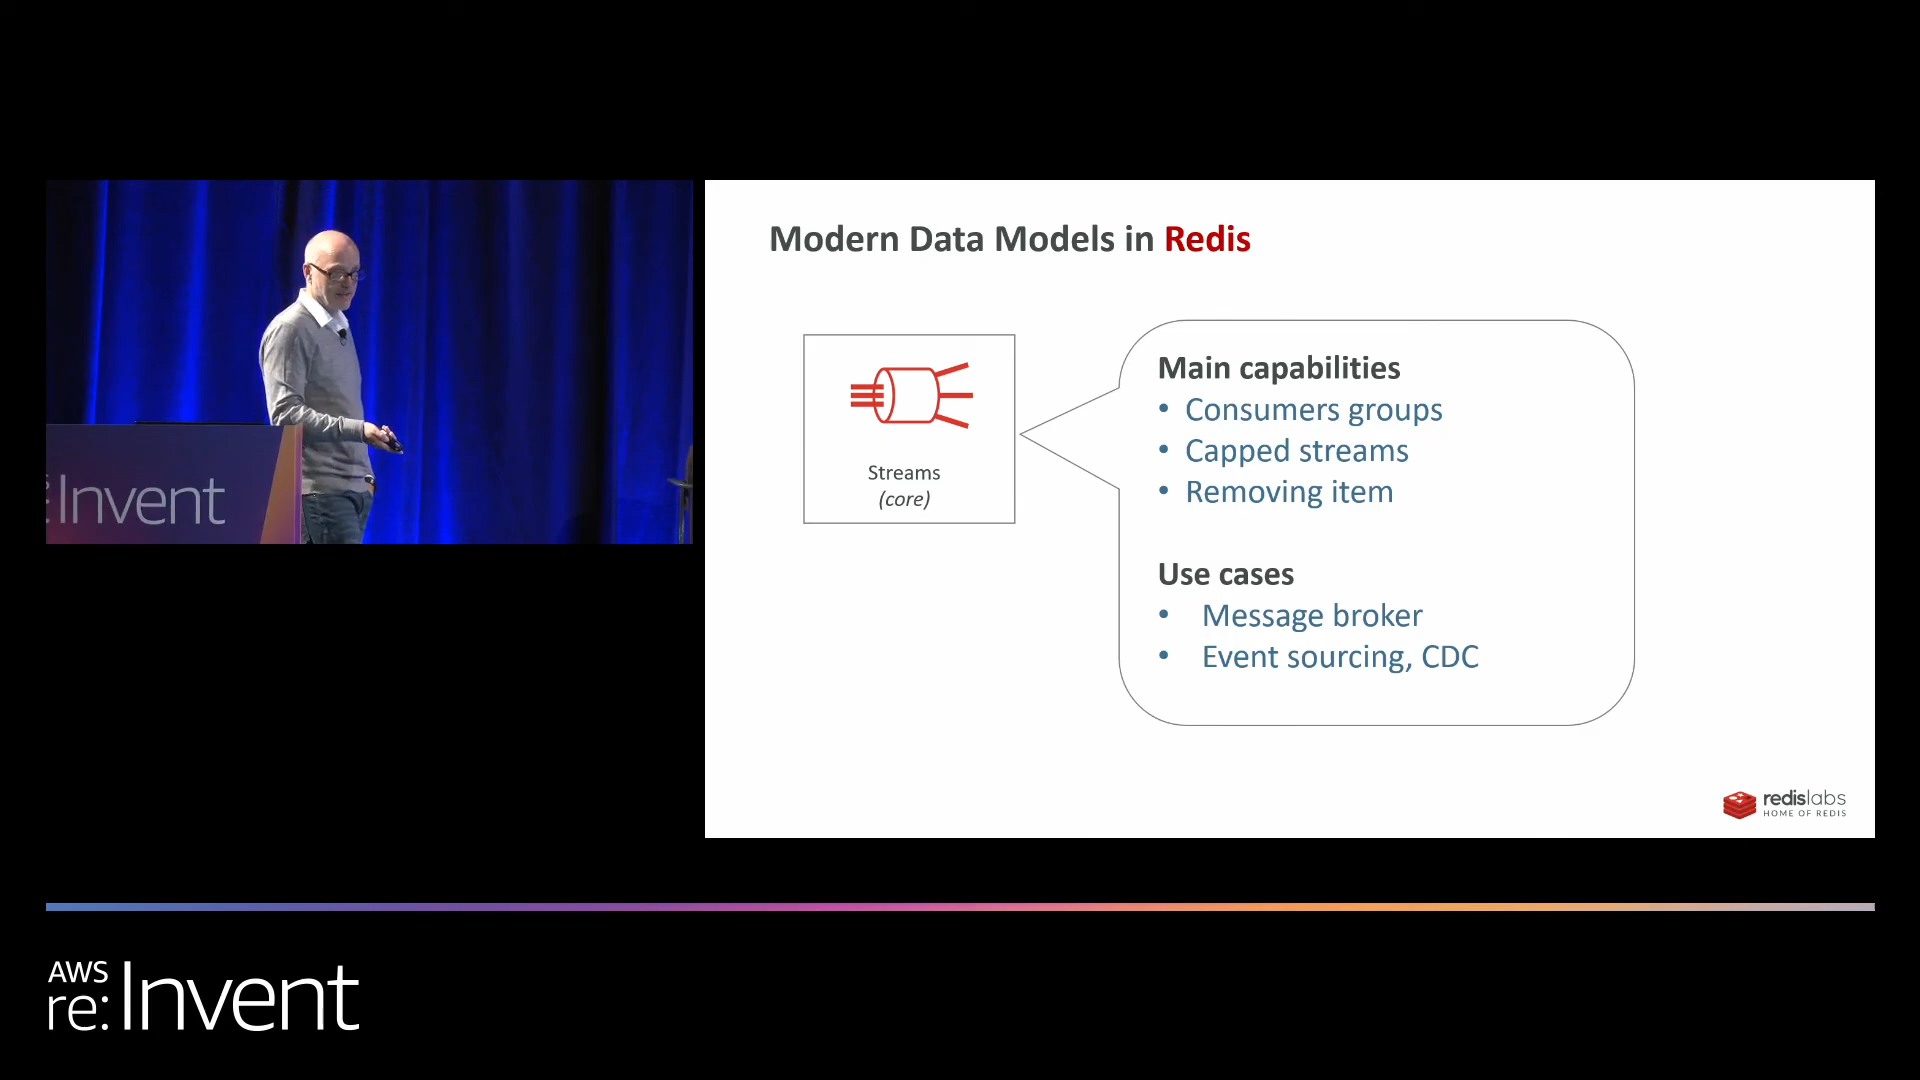 Modern Data Models in Redis
Streams
(core)
Main capabilities
• Consumers groups
• Capped streams
• Removing item
Use cases
• Message broker
• Event sourcing, CDC
redislabs
HOME OF REDIS
:Invent
AWS
re:Invent